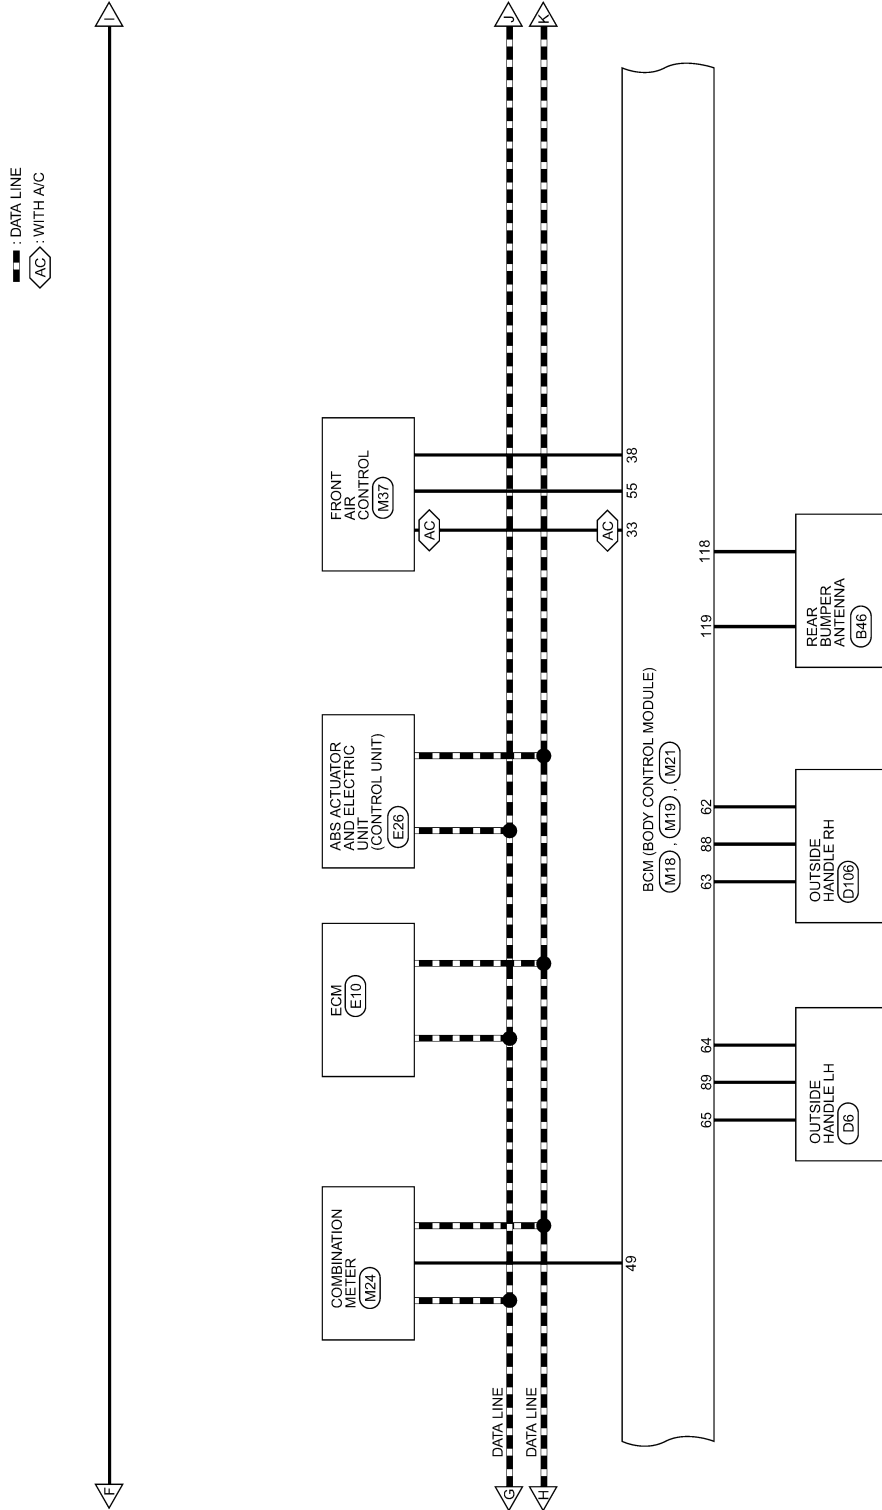 : DATA LINE
AC : WITH A/C
F
I
COMBINATION
METER
M24
ECM
E10
ABS ACTUATOR
AND ELECTRIC
UNIT
(CONTROL UNIT)
E26
FRONT
AIR
CONTROL
M37
AC
G
DATA LINE
J
H
DATA LINE
K
AC
49
33
55
38
BCM (BODY CONTROL MODULE)
M18 , M19 , M21
65
89
64
63
88
62
119
118
OUTSIDE
HANDLE LH
D6
OUTSIDE
HANDLE RH
D106
REAR
BUMPER
ANTENNA
B46